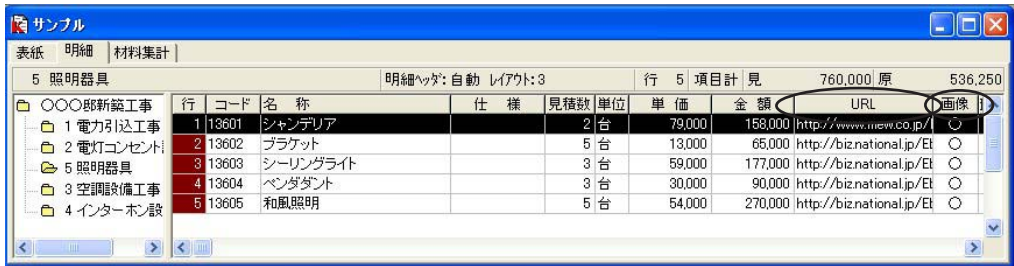 サンプル
表紙 明細 材料集計
5 照明器具 明細ヘッダ:自動 レイアウト:3 行 5 項目計 見 760,000 原 536,250
行 コード 名 称 仕 様 見積数 単位 単 価 金 額 URL 画像
1 13601 シャンデリア 2 台 79,000 158,000 http://www.mew.co.jp/
2 13602 ブラケット 5 台 13,000 65,000 http://biz.national.jp/Et
3 13603 シーリングライト 3 台 59,000 177,000 http://biz.national.jp/Et
4 13604 ペンダダント 3 台 30,000 90,000 http://biz.national.jp/Et
5 13605 和風照明 5 台 54,000 270,000 http://biz.national.jp/Et
〇〇〇邸新築工事
1 電力引込工事
2 電灯コンセント
5 照明器具
3 空調設備工事
4 インターホン設